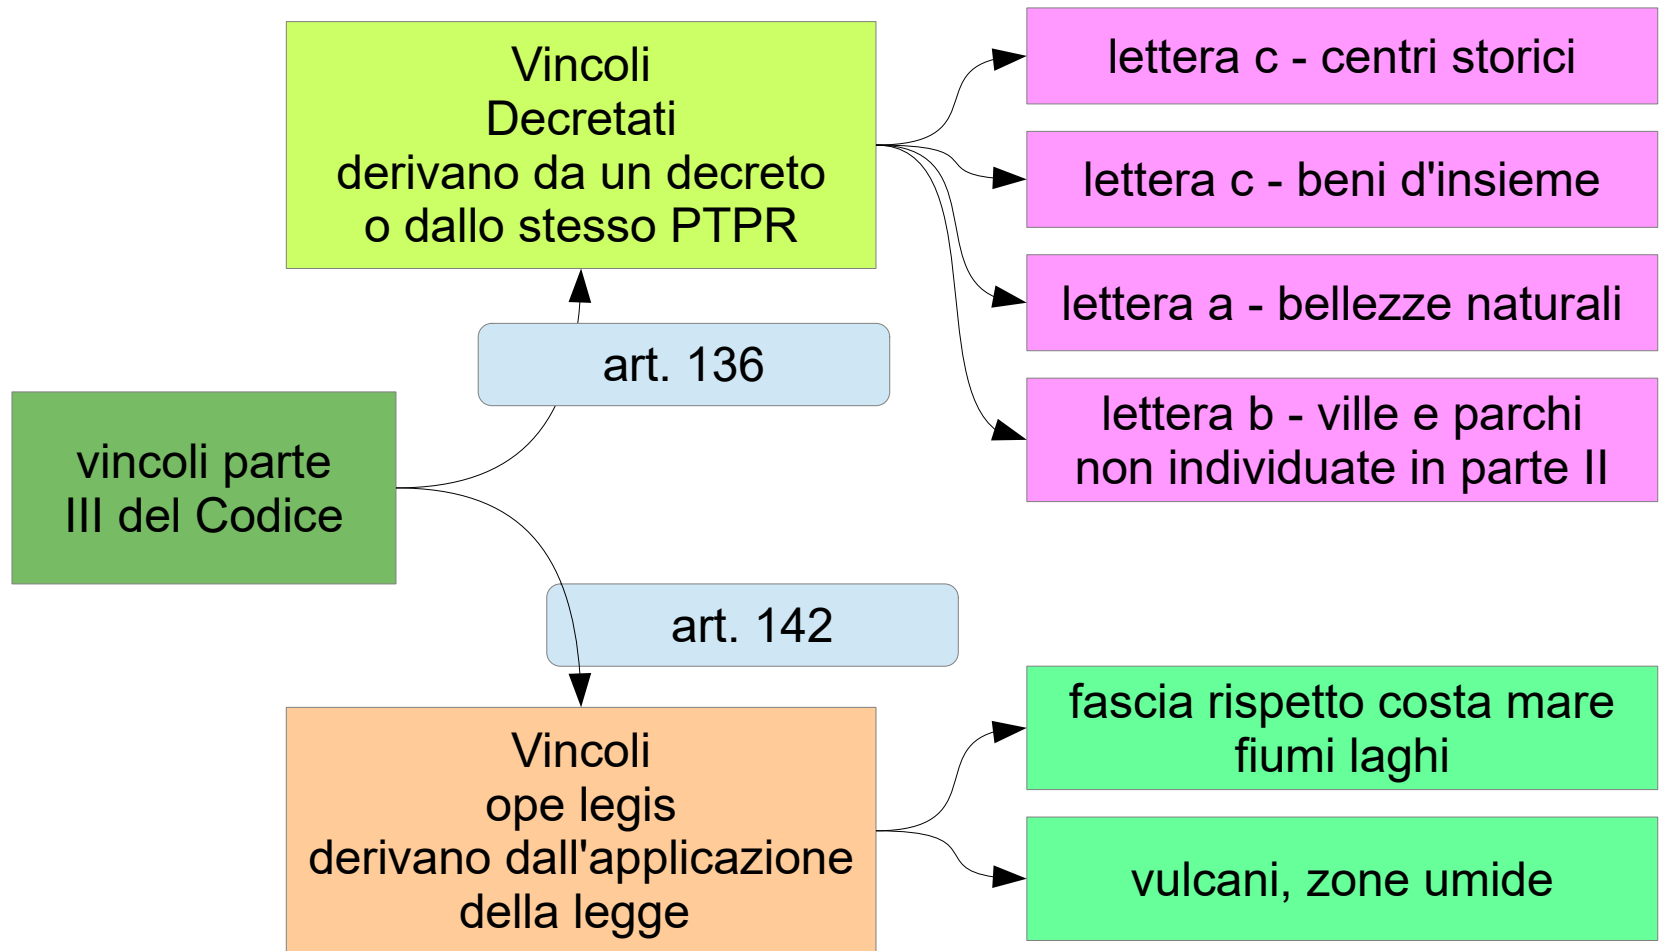 Vincoli
Decretati
derivano da un decreto
o dallo stesso PTPR
lettera c - centri storici
lettera c - beni d'insieme
lettera a - bellezze naturali
lettera b - ville e parchi
non individuate in parte II
art. 136
vincoli parte
III del Codice
art. 142
Vincoli
ope legis
derivano dall'applicazione
della legge
fascia rispetto costa mare
fiumi laghi
vulcani, zone umide